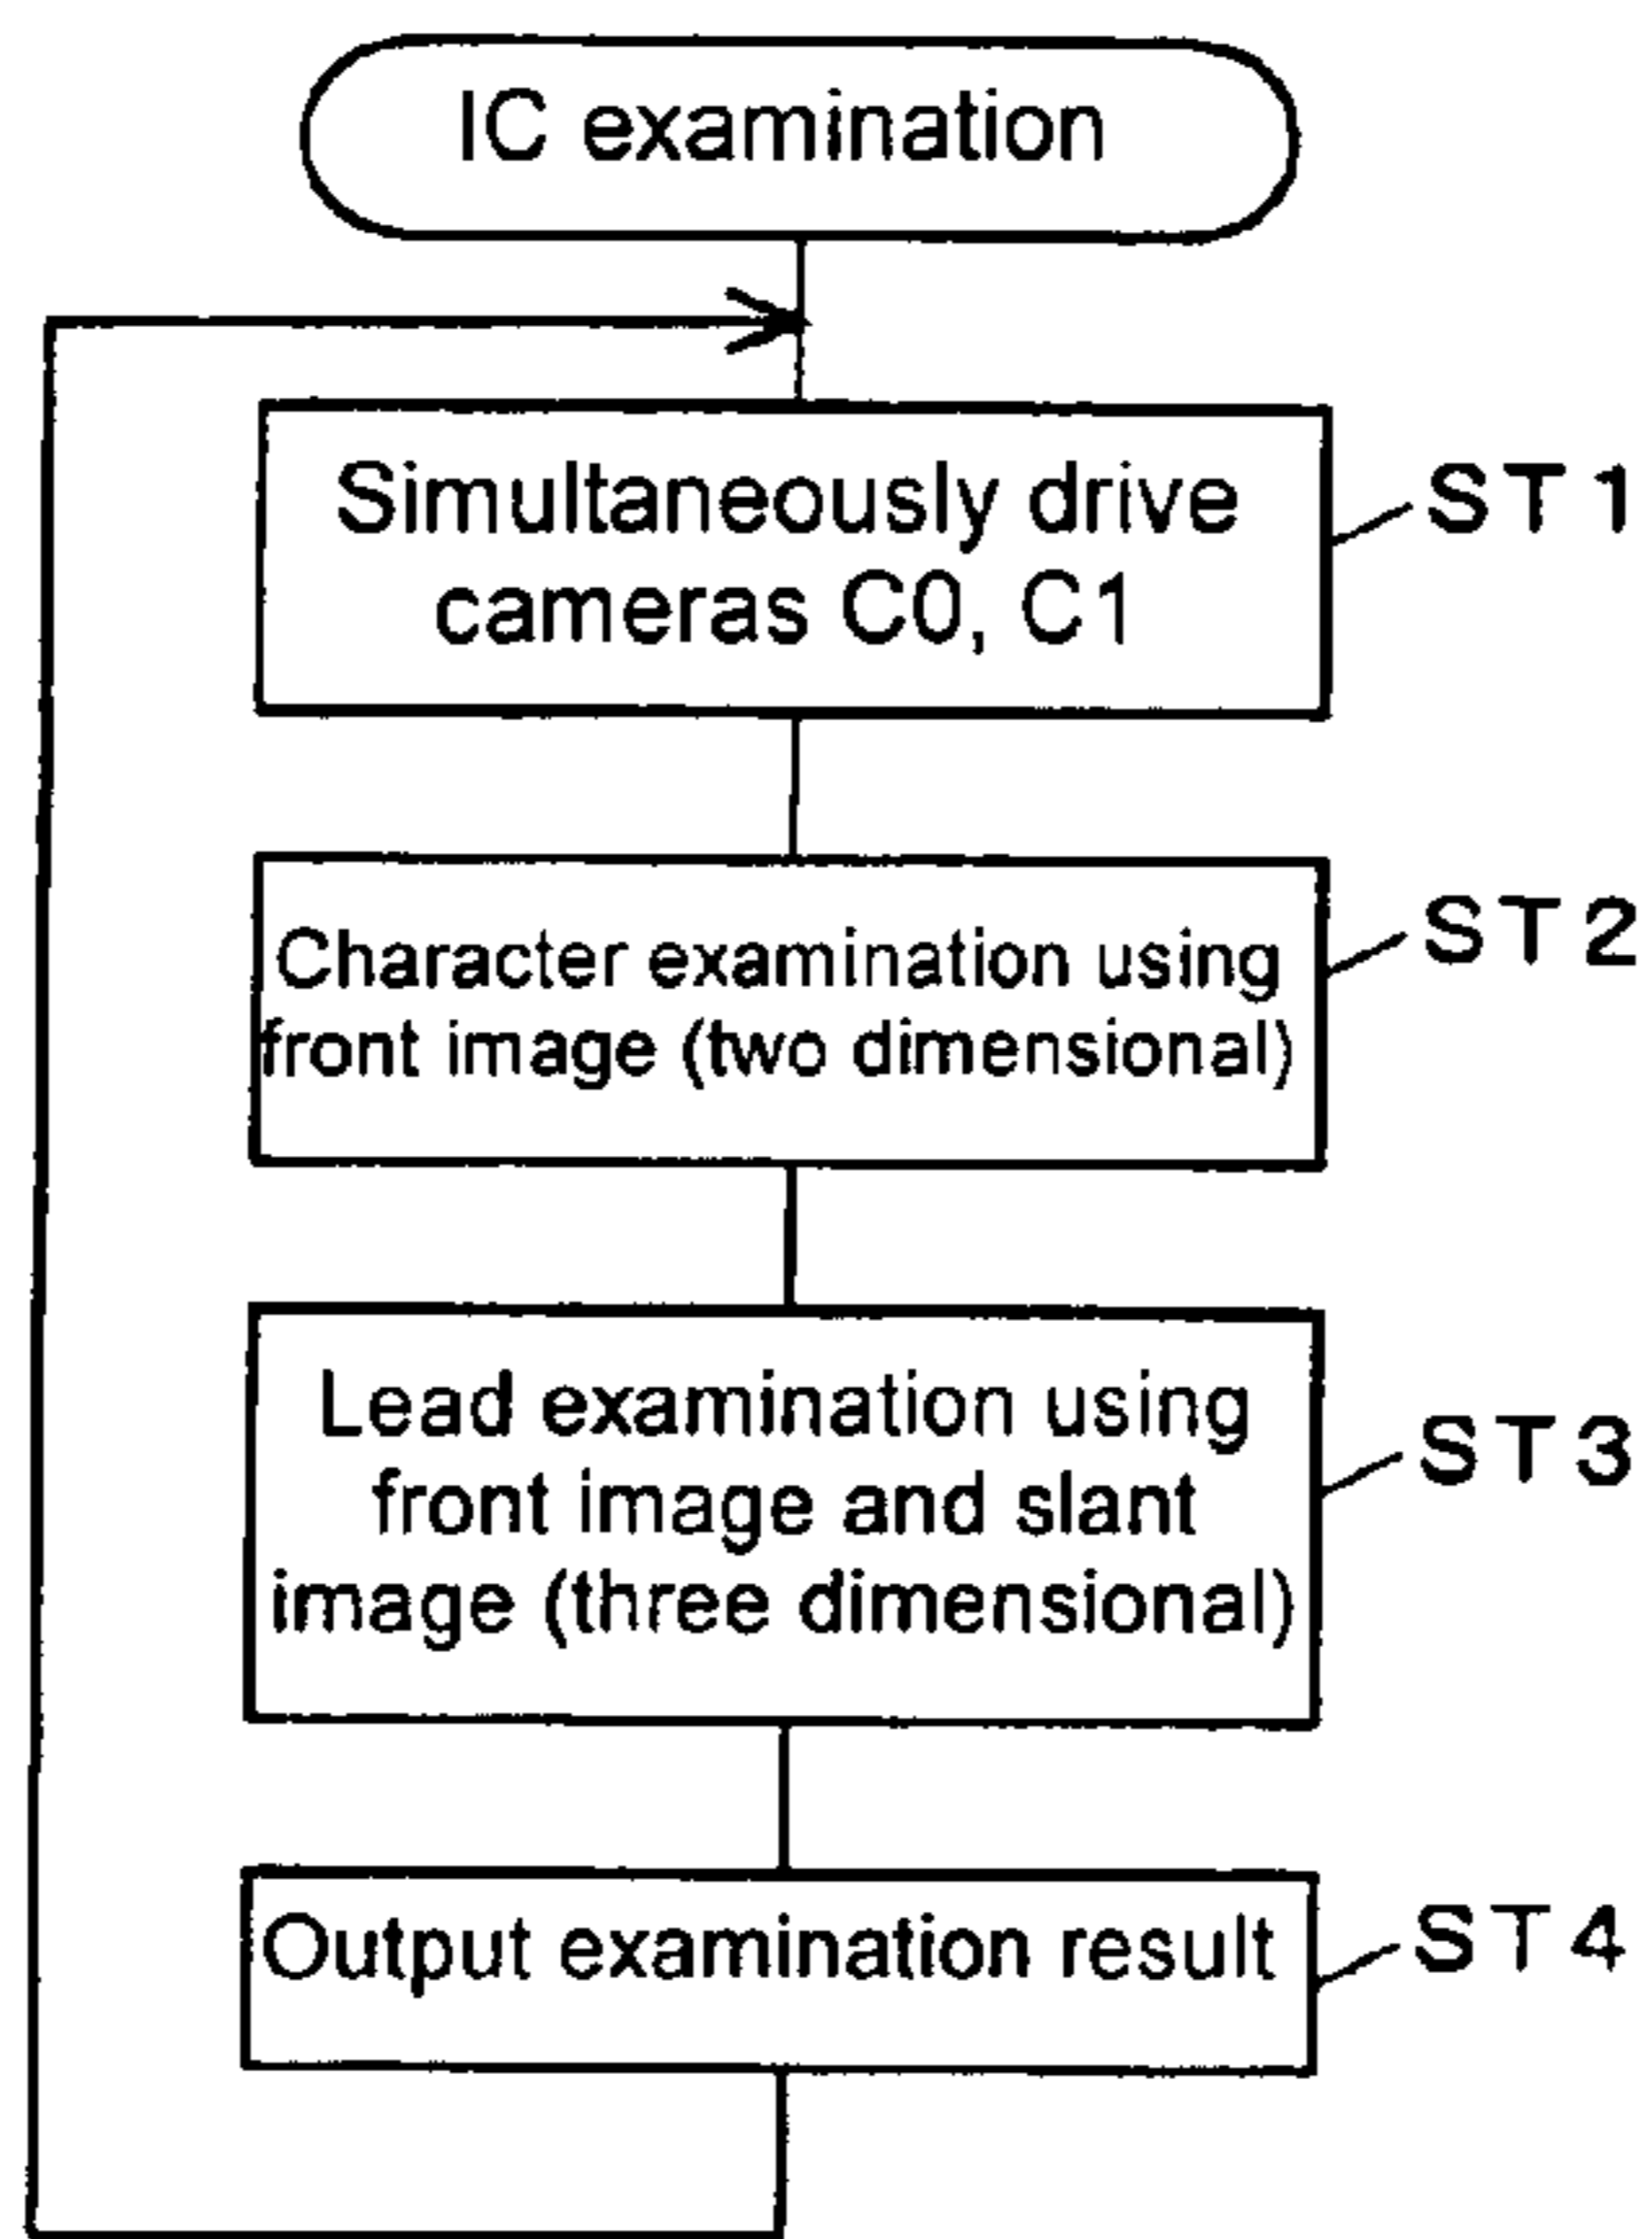 IC examination
Simultaneously drive
cameras C0, C1
ST1
Character examination using
front image (two dimensional)
ST2
Lead examination using
front image and slant
image (three dimensional)
ST3
Output examination result
ST4